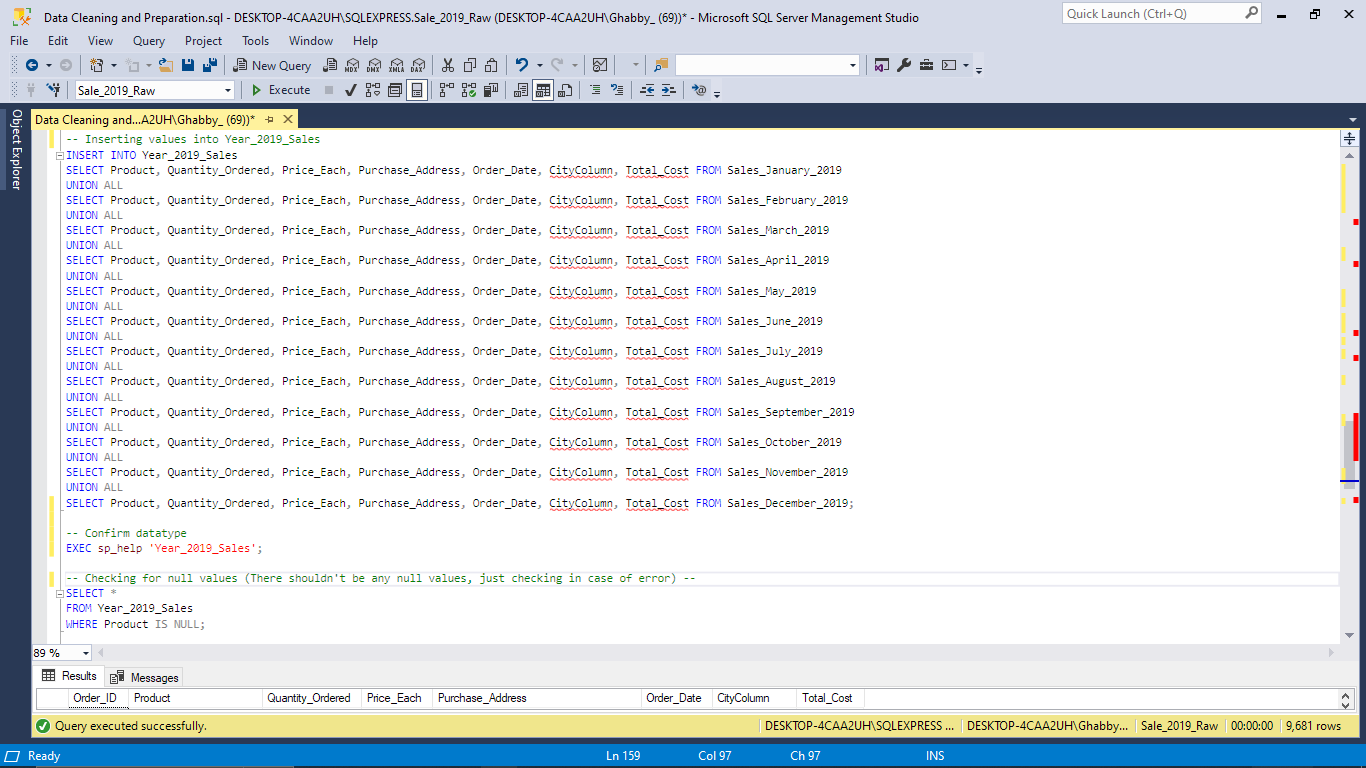 Data Cleaning and Preparation.sql - DESKTOP-4CAA2UH\SQLEXPRESS.Sale_2019_Raw (DESKTOP-4CAA2UH\Ghabby_ (69))* - Microsoft SQL Server Management Studio
Quick Launch (Ctrl+Q)
File Edit View Query Project Tools Window Help
New Query MDX DMX XMLA DAX
Sale_2019_Raw Execute
Object Explorer
Data Cleaning and...A2UH\Ghabby_ (69))*
-- Inserting values into Year_2019_Sales
INSERT INTO Year_2019_Sales
SELECT Product, Quantity_Ordered, Price_Each, Purchase_Address, Order_Date, CityColumn, Total_Cost FROM Sales_January_2019
UNION ALL
SELECT Product, Quantity_Ordered, Price_Each, Purchase_Address, Order_Date, CityColumn, Total_Cost FROM Sales_February_2019
UNION ALL
SELECT Product, Quantity_Ordered, Price_Each, Purchase_Address, Order_Date, CityColumn, Total_Cost FROM Sales_March_2019
UNION ALL
SELECT Product, Quantity_Ordered, Price_Each, Purchase_Address, Order_Date, CityColumn, Total_Cost FROM Sales_April_2019
UNION ALL
SELECT Product, Quantity_Ordered, Price_Each, Purchase_Address, Order_Date, CityColumn, Total_Cost FROM Sales_May_2019
UNION ALL
SELECT Product, Quantity_Ordered, Price_Each, Purchase_Address, Order_Date, CityColumn, Total_Cost FROM Sales_June_2019
UNION ALL
SELECT Product, Quantity_Ordered, Price_Each, Purchase_Address, Order_Date, CityColumn, Total_Cost FROM Sales_July_2019
UNION ALL
SELECT Product, Quantity_Ordered, Price_Each, Purchase_Address, Order_Date, CityColumn, Total_Cost FROM Sales_August_2019
UNION ALL
SELECT Product, Quantity_Ordered, Price_Each, Purchase_Address, Order_Date, CityColumn, Total_Cost FROM Sales_September_2019
UNION ALL
SELECT Product, Quantity_Ordered, Price_Each, Purchase_Address, Order_Date, CityColumn, Total_Cost FROM Sales_October_2019
UNION ALL
SELECT Product, Quantity_Ordered, Price_Each, Purchase_Address, Order_Date, CityColumn, Total_Cost FROM Sales_November_2019
UNION ALL
SELECT Product, Quantity_Ordered, Price_Each, Purchase_Address, Order_Date, CityColumn, Total_Cost FROM Sales_December_2019;
-- Confirm datatype
EXEC sp_help 'Year_2019_Sales';
-- Checking for null values (There shouldn't be any null values, just checking in case of error) --
SELECT *
FROM Year_2019_Sales
WHERE Product IS NULL;
89 %
Results Messages
Order_ID Product Quantity_Ordered Price_Each Purchase_Address Order_Date CityColumn Total_Cost
Query executed successfully. DESKTOP-4CAA2UH\SQLEXPRESS ... DESKTOP-4CAA2UH\Ghabby... Sale_2019_Raw 00:00:00 9,681 rows
Ready Ln 159 Col 97 Ch 97 INS